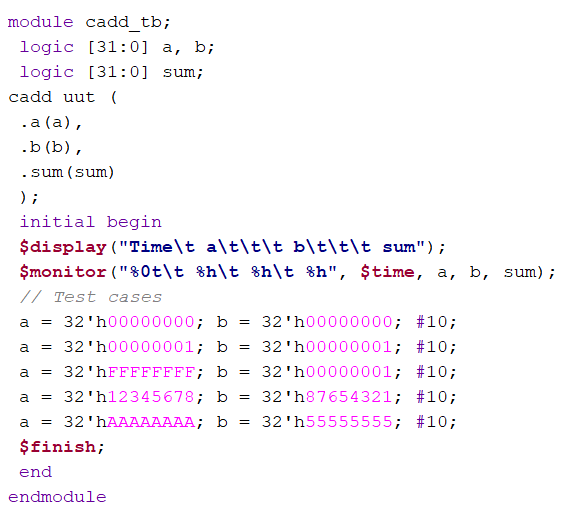 module cadd_tb;
logic [31:0] a, b;
logic [31:0] sum;
cadd uut (
.a(a),
.b(b),
.sum(sum)
);
initial begin
$display("Time\t a\t\t\t b\t\t\t sum");
$monitor("%0t\t %h\t %h\t %h", $time, a, b, sum);
// Test cases
a = 32'h00000000; b = 32'h00000000; #10;
a = 32'h00000001; b = 32'h00000001; #10;
a = 32'hFFFFFFFF; b = 32'h00000001; #10;
a = 32'h12345678; b = 32'h87654321; #10;
a = 32'hAAAAAAAA; b = 32'h55555555; #10;
$finish;
end
endmodule